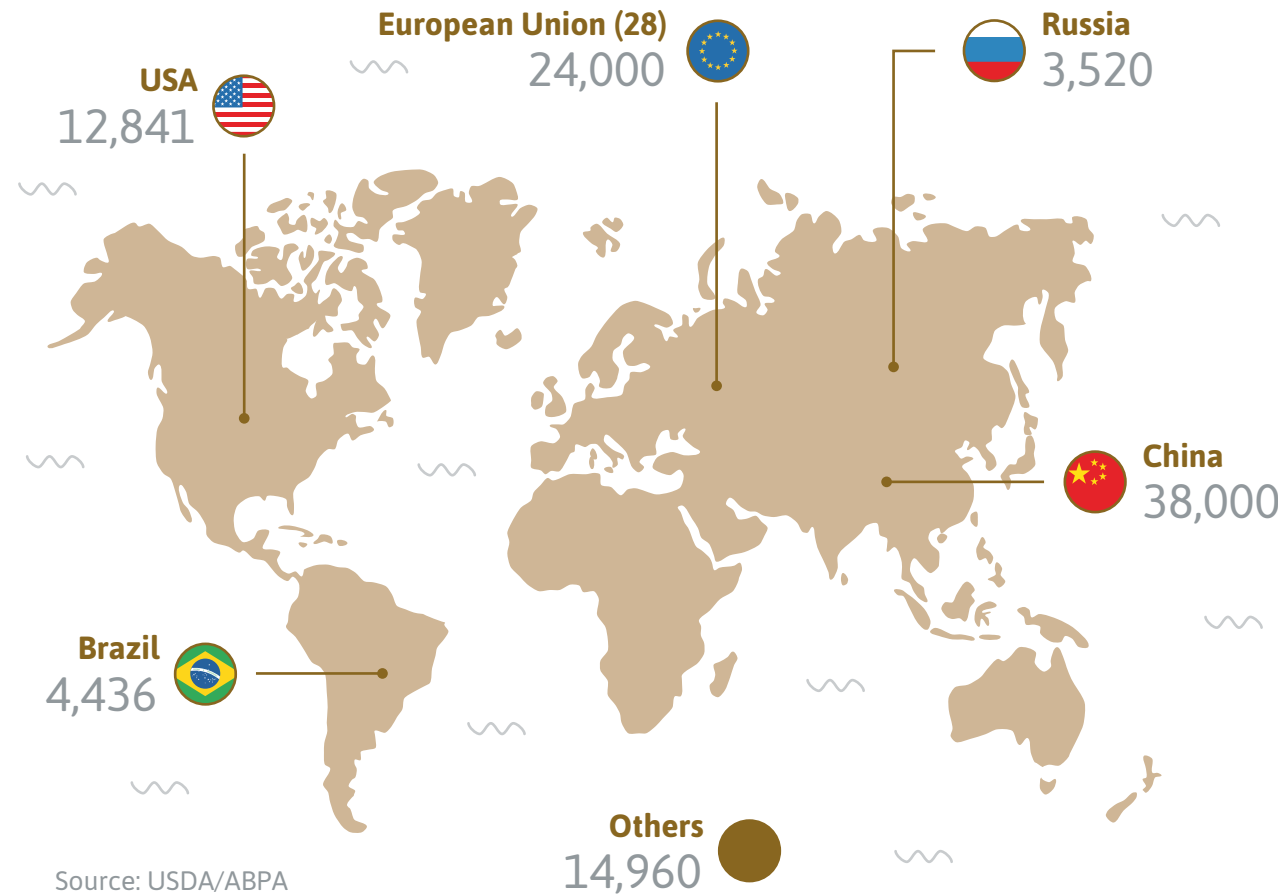 European Union (28)
24,000
Russia
3,520
USA
12,841
China
38,000
Brazil
4,436
Others
14,960
Source: USDA/ABPA